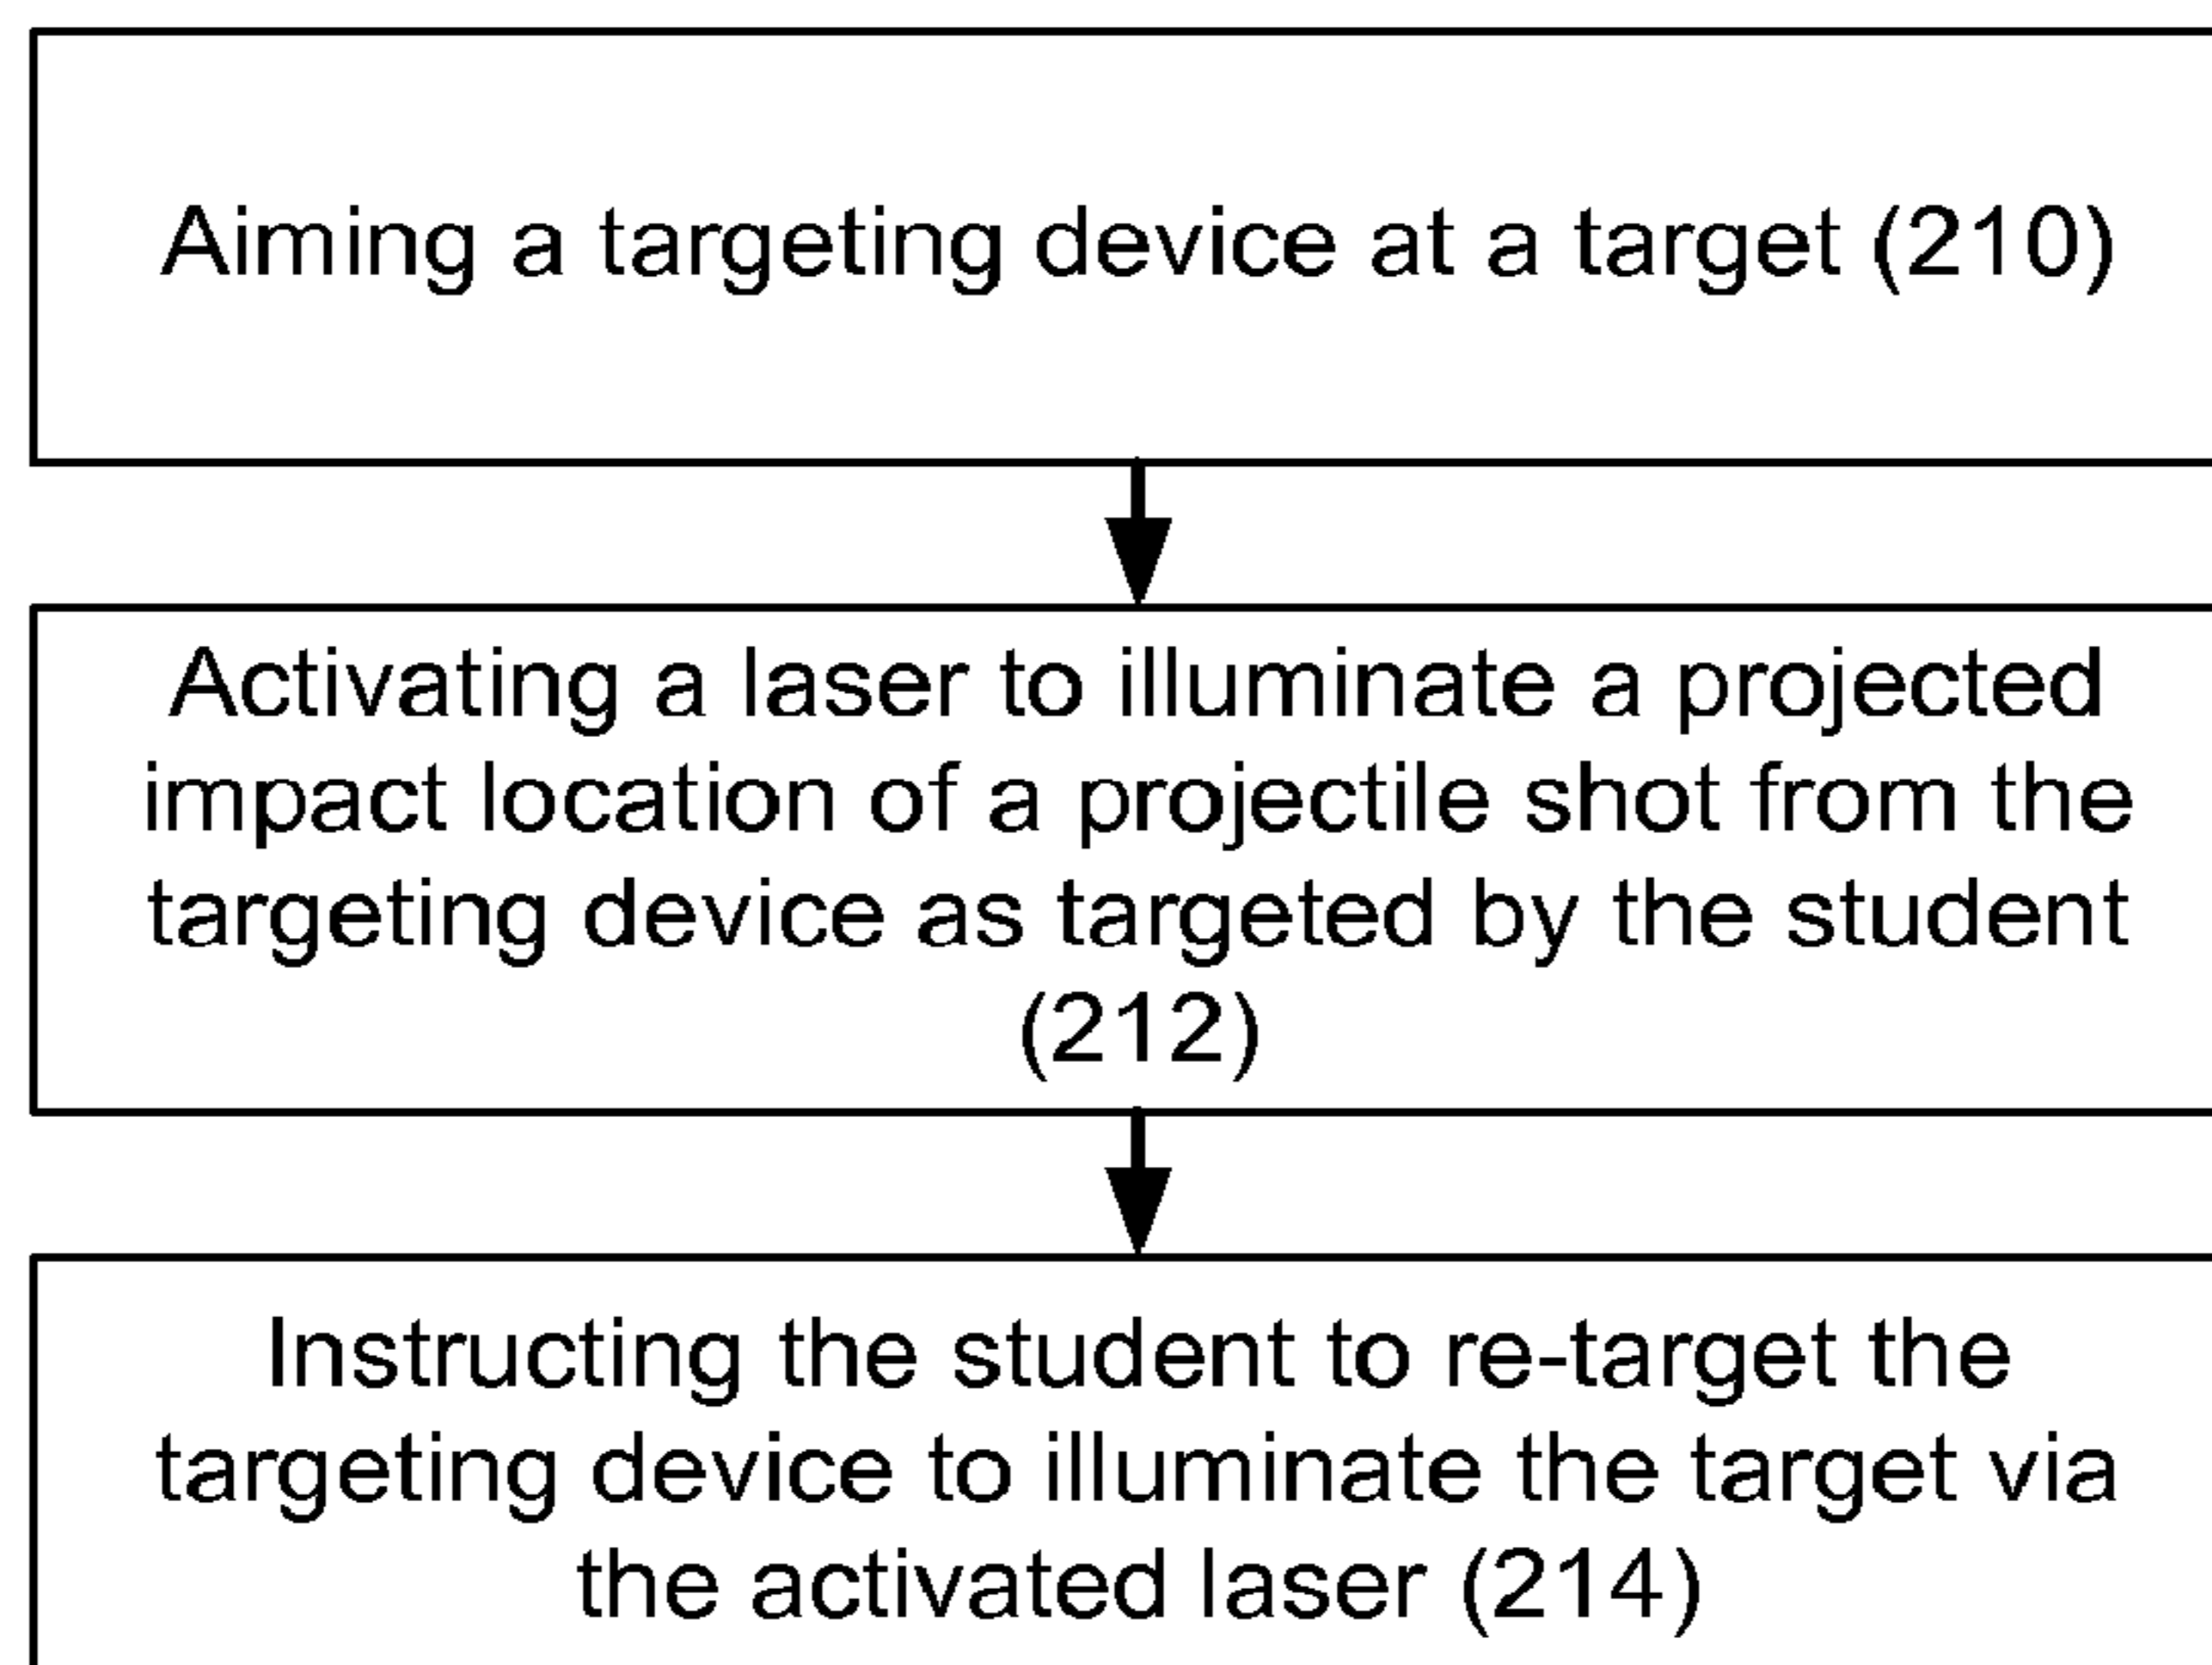 Aiming a targeting device at a target (210)
Activating a laser to illuminate a projected
impact location of a projectile shot from the
targeting device as targeted by the student
(212)
Instructing the student to re-target the
targeting device to illuminate the target via
the activated laser (214)